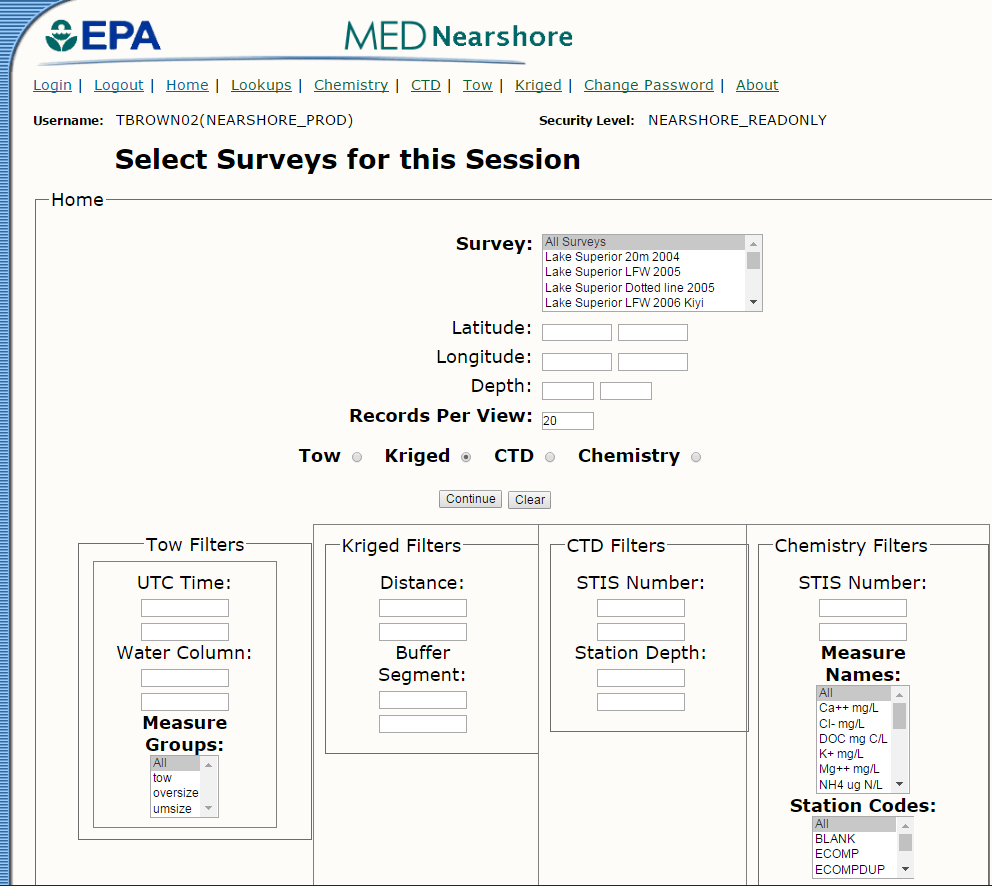 EPA MED Nearshore
Login | Logout | Home | Lookups | Chemistry | CTD | Tow | Kriged | Change Password | About
Username: TBROWN02(NEARSHORE_PROD) Security Level: NEARSHORE_READONLY
Select Surveys for this Session
Home
Survey: All Surveys
Lake Superior 20m 2004
Lake Superior LFW 2005
Lake Superior Dotted line 2005
Lake Superior LFW 2006 Kiyi
Latitude:
Longitude:
Depth:
Records Per View: 20
Tow Kriged CTD Chemistry
Continue Clear
Tow Filters
UTC Time:
Water Column:
Measure
Groups:
All
tow
oversize
umsize
Kriged Filters
Distance:
Buffer
Segment:
CTD Filters
STIS Number:
Station Depth:
Chemistry Filters
STIS Number:
Measure
Names:
All
Ca++ mg/L
Cl- mg/L
DOC mg C/L
K+ mg/L
Mg++ mg/L
NH4 ug N/L
Station Codes:
All
BLANK
ECOMP
ECOMPDUP